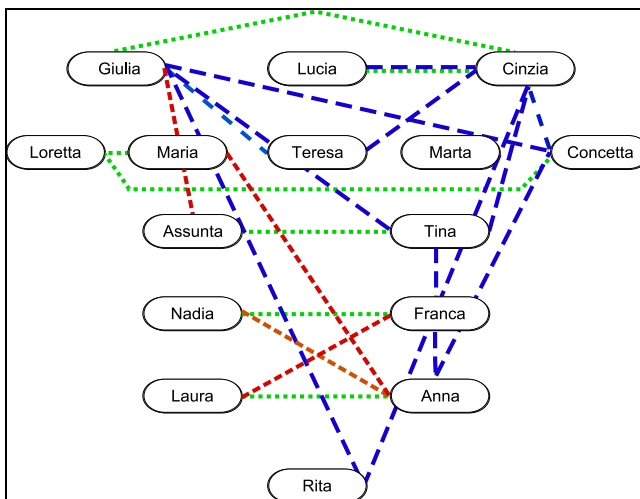 Giulia
Lucia
Cinzia
Loretta
Maria
Teresa
Marta
Concetta
Assunta
Tina
Nadia
Franca
Laura
Anna
Rita